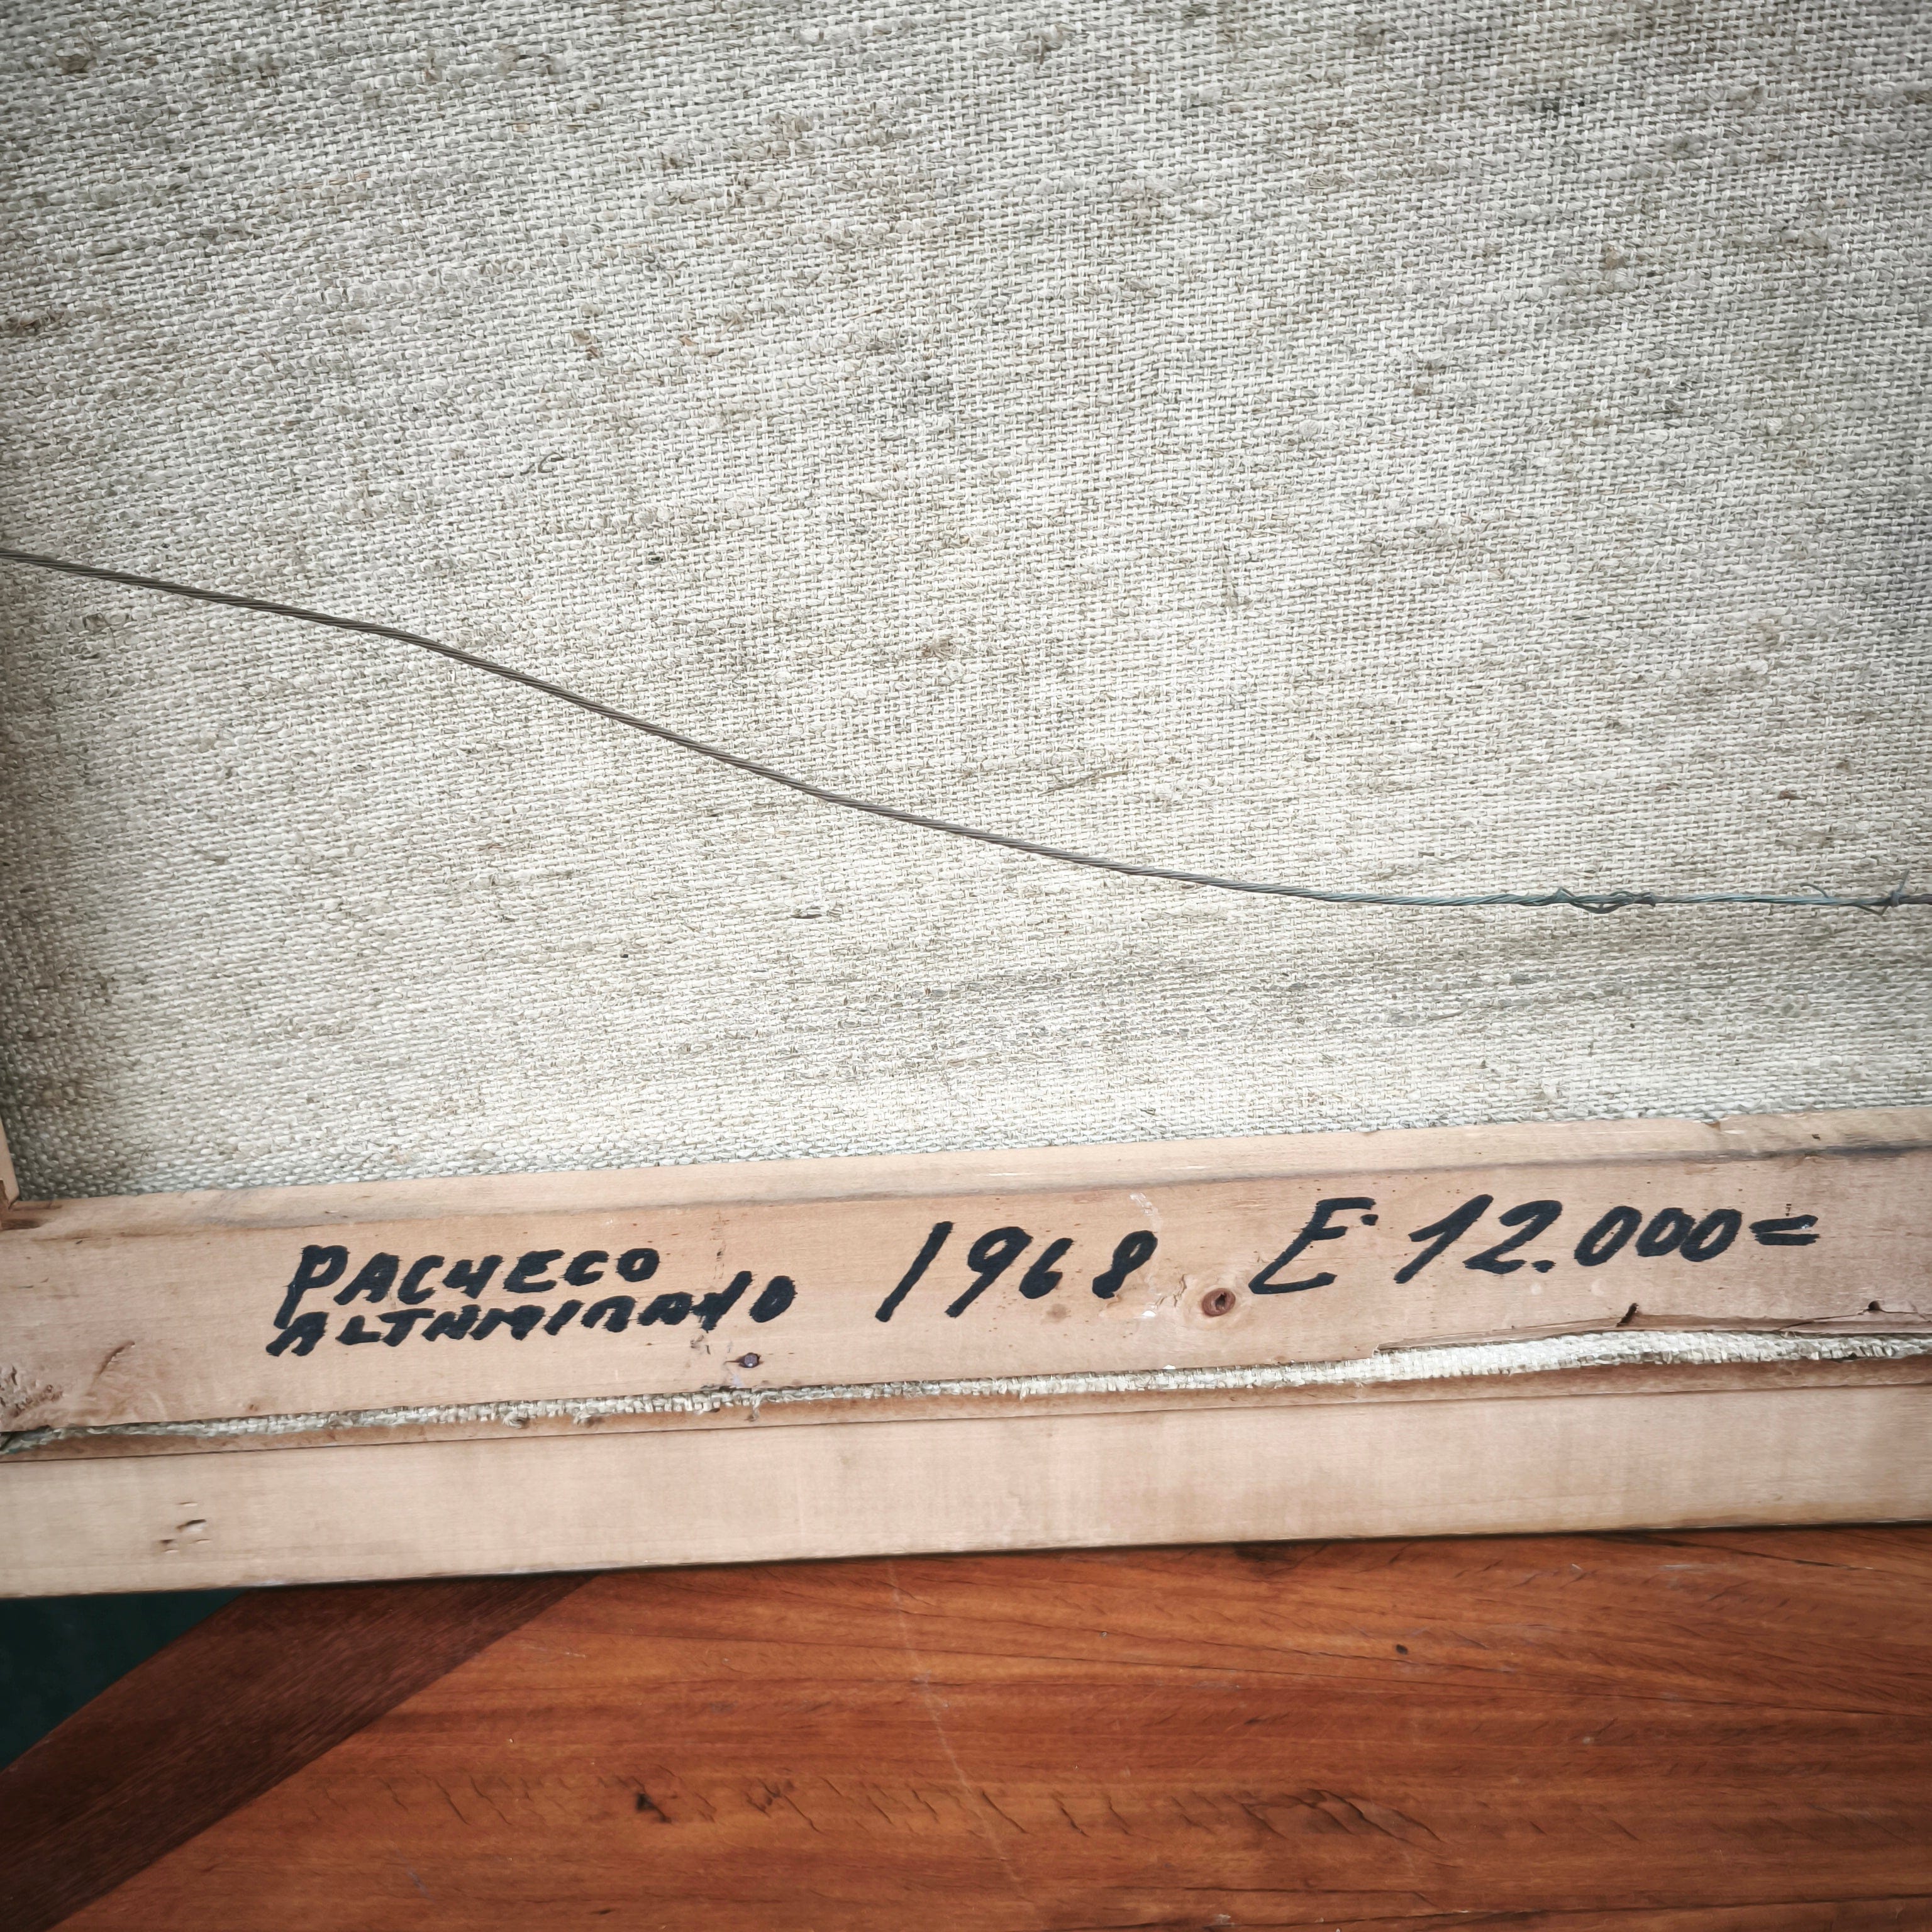 PACHECO
ALTAMIRANO 1968 E° 12.000=